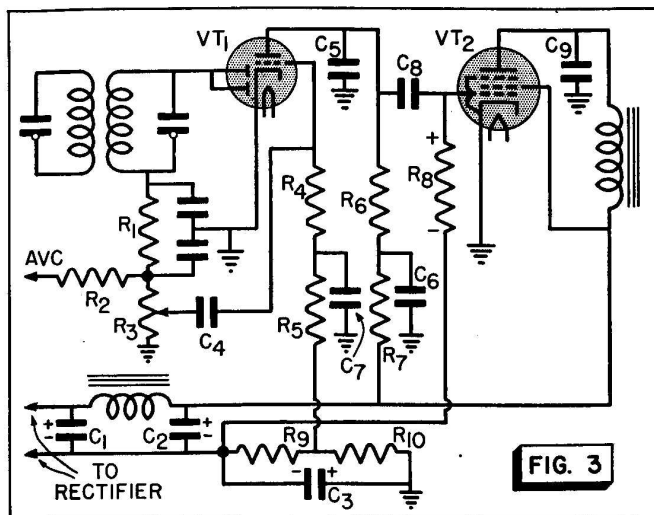 VT1
C5
VT2
C9
C8
R8
+
-
R4
R6
R1
AVC
R2
R3
C4
R5
C7
C6
R7
+
-
C1
C2
+
-
R9
R10
-
+
C3
TO
RECTIFIER
FIG. 3